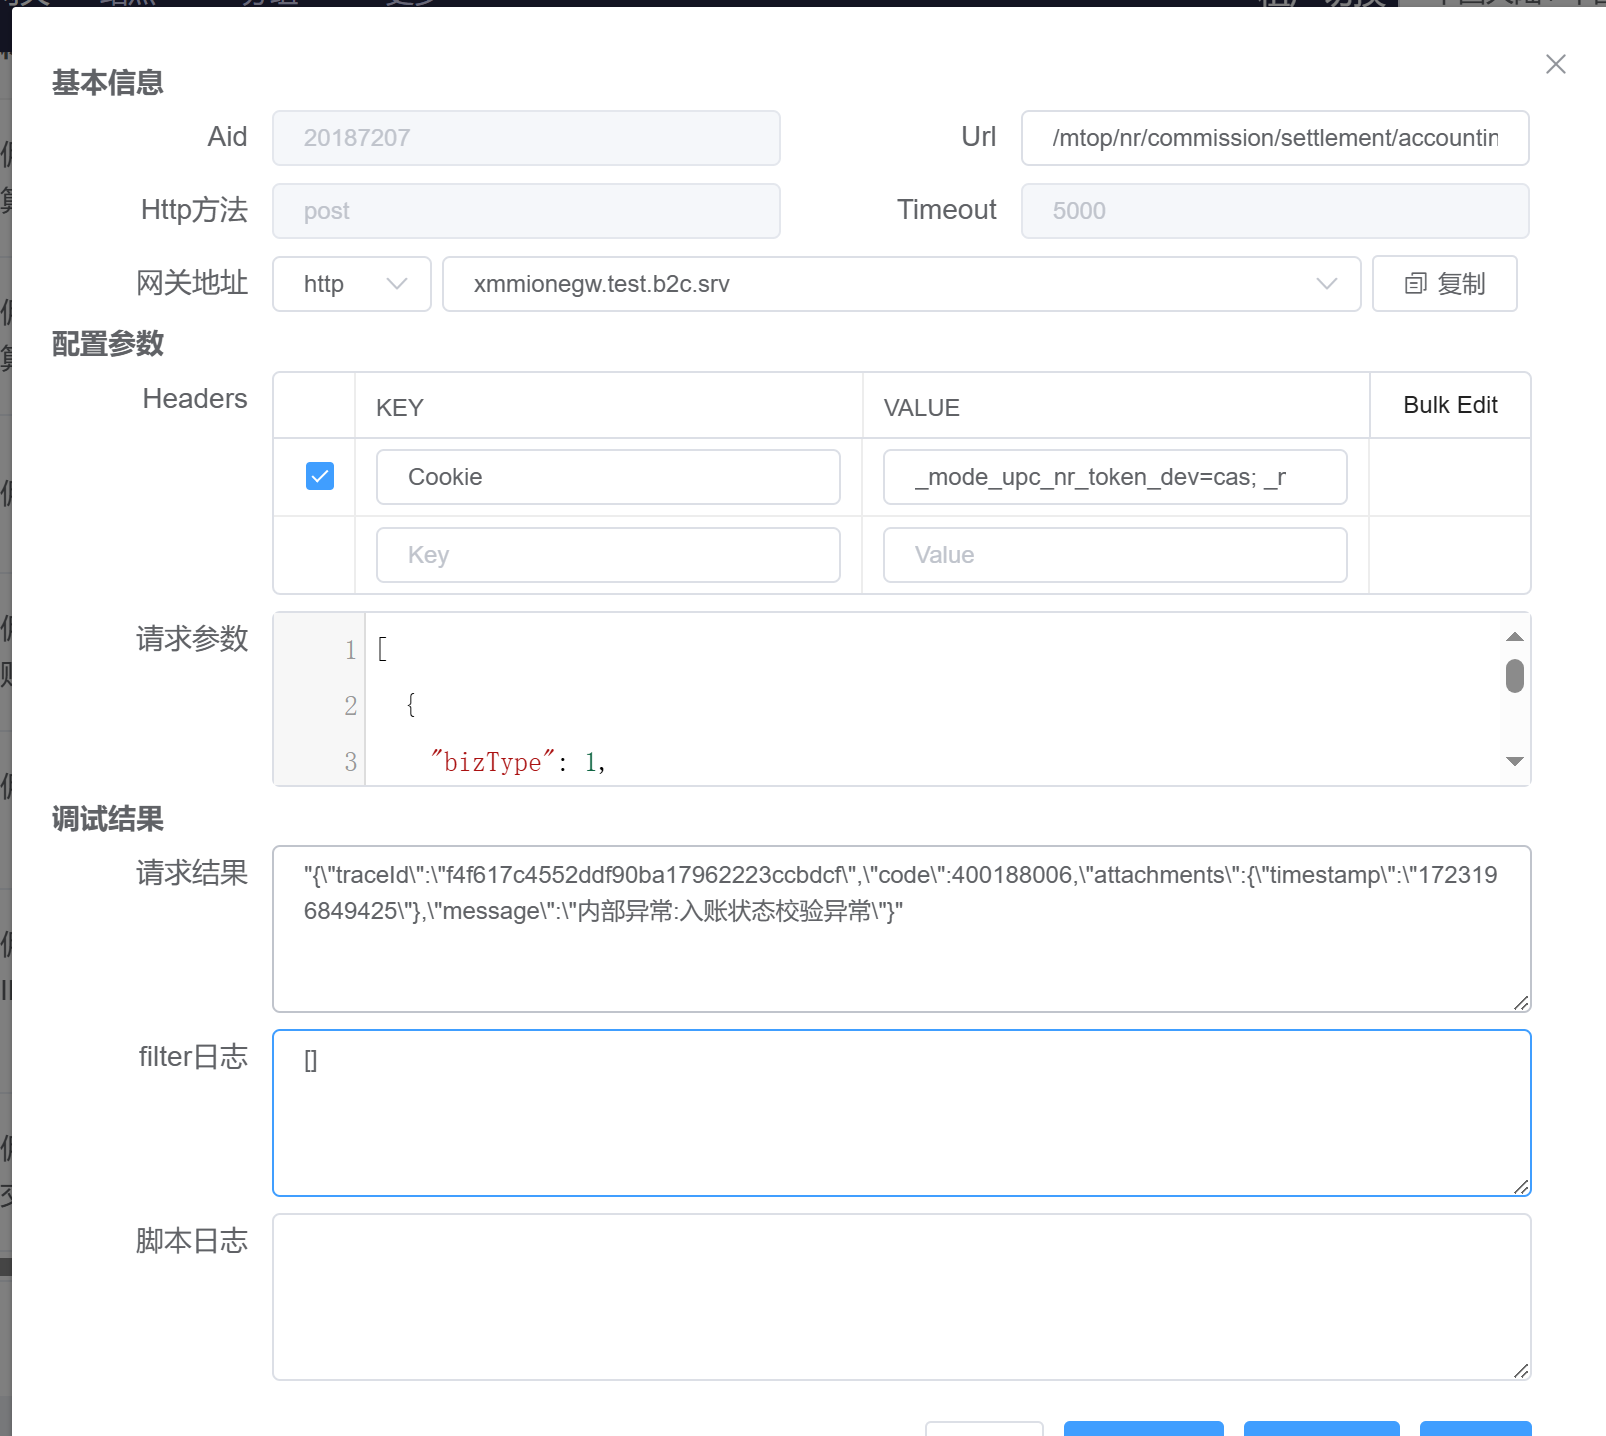 基本信息
Aid 20187207 Url /mtop/nr/commission/settlement/accountin
Http方法 post Timeout 5000
网关地址 http xmmionegw.test.b2c.srv 复制
配置参数
Headers KEY VALUE Bulk Edit
Cookie _mode_upc_nr_token_dev=cas; _r
Key Value
请求参数 1 [
2 {
3 "bizType": 1,
调试结果
请求结果 "{\"traceId\":\"f4f617c4552ddf90ba17962223ccbdcf\",\"code\":400188006,\"attachments\":{\"timestamp\":\"1723196849425\"},\"message\":\"内部异常:入账状态校验异常\"}"
filter日志 []
脚本日志